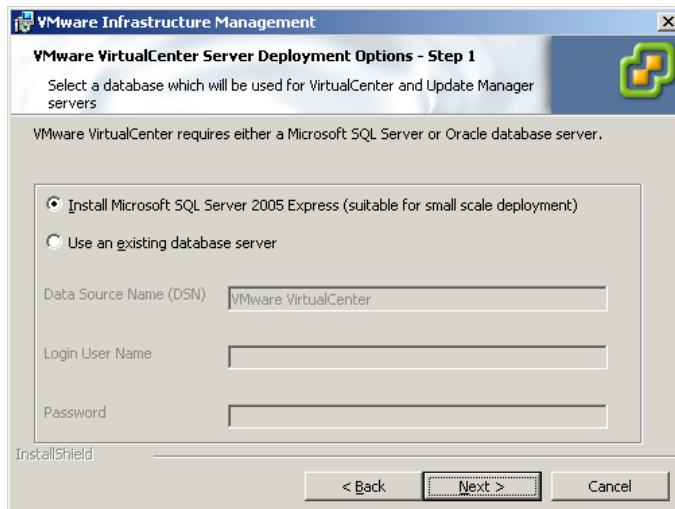 VMware Infrastructure Management
VMware VirtualCenter Server Deployment Options - Step 1
Select a database which will be used for VirtualCenter and Update Manager
servers
VMware VirtualCenter requires either a Microsoft SQL Server or Oracle database server.
Install Microsoft SQL Server 2005 Express (suitable for small scale deployment)
Use an existing database server
Data Source Name (DSN)
VMware VirtualCenter
Login User Name
Password
InstallShield
< Back
Next >
Cancel